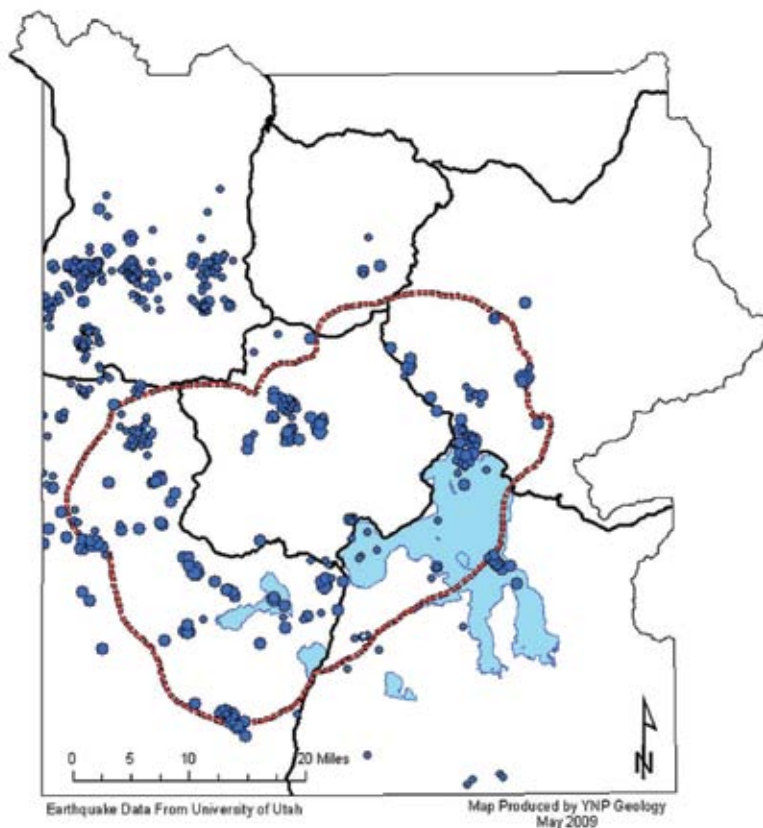 N
0 5 10 20 Miles
Earthquake Data From University of Utah
Map Produced by YNP Geology
May 2009